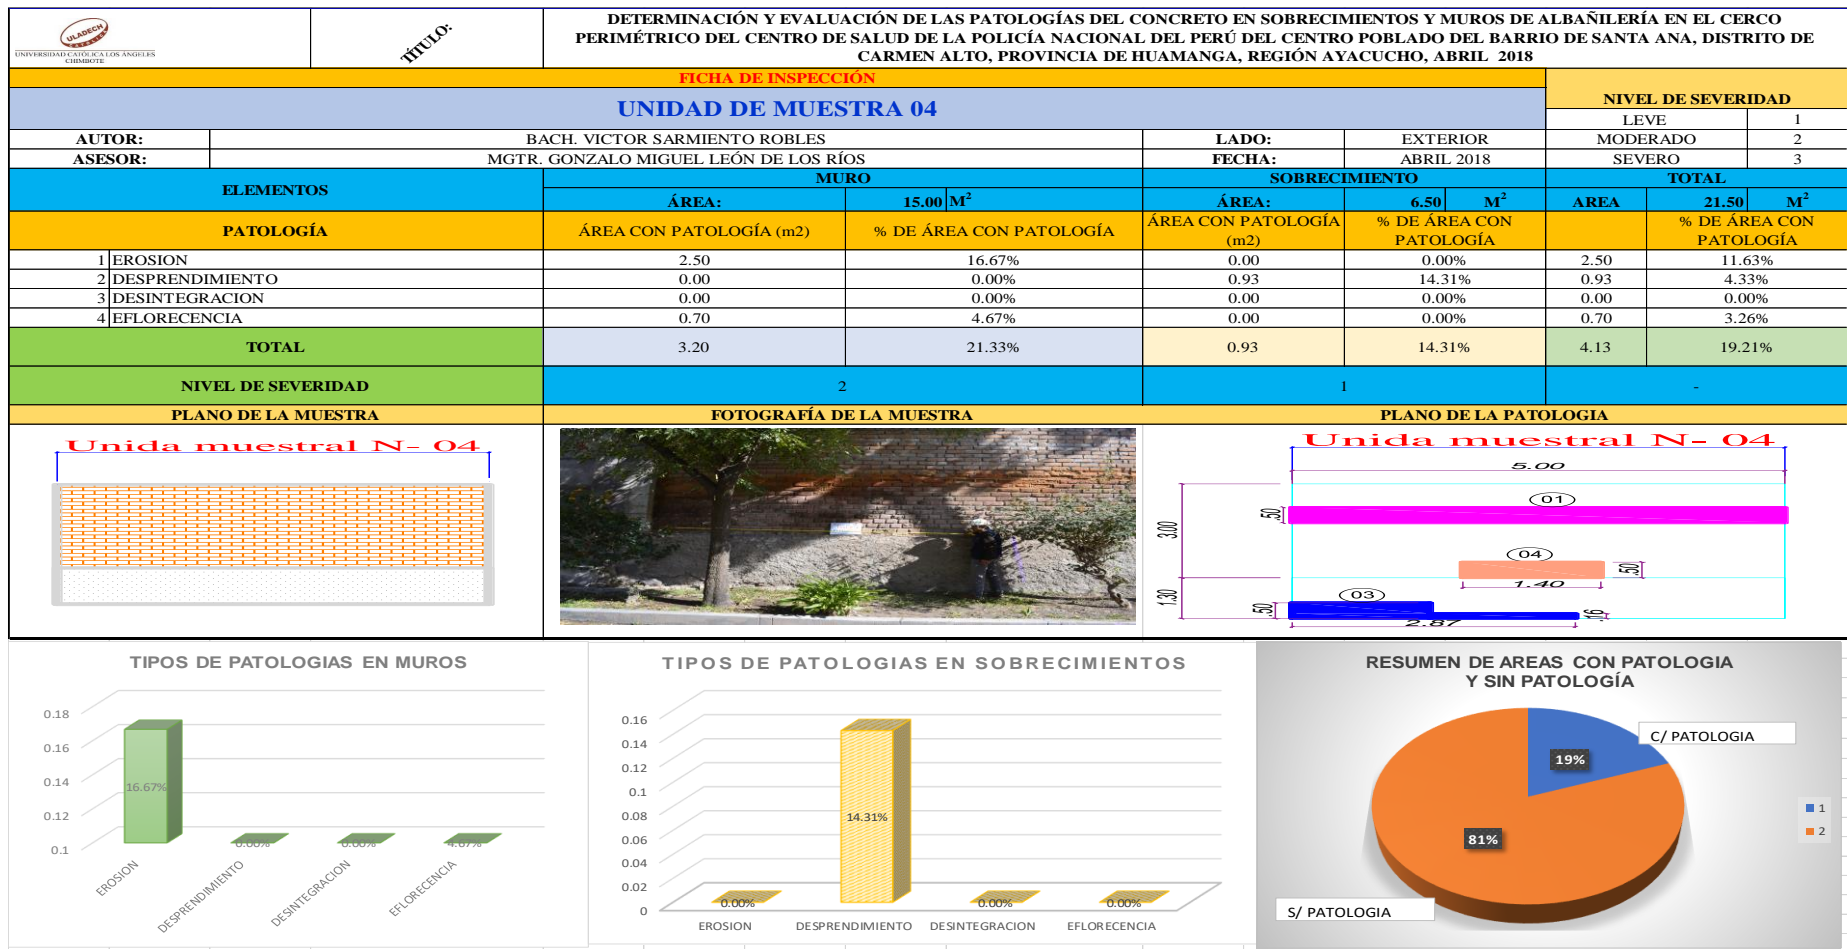 ULADECH
CATÓLICA
UNIVERSIDAD CATÓLICA LOS ÁNGELES
CHIMBOTE
TÍTULO:
DETERMINACIÓN Y EVALUACIÓN DE LAS PATOLOGÍAS DEL CONCRETO EN SOBRECIMIENTOS Y MUROS DE ALBAÑILERÍA EN EL CERCO
PERIMÉTRICO DEL CENTRO DE SALUD DE LA POLICÍA NACIONAL DEL PERÚ DEL CENTRO POBLADO DEL BARRIO DE SANTA ANA, DISTRITO DE
CARMEN ALTO, PROVINCIA DE HUAMANGA, REGIÓN AYACUCHO, ABRIL 2018
FICHA DE INSPECCIÓN
UNIDAD DE MUESTRA 04
NIVEL DE SEVERIDAD
LEVE 1
AUTOR: BACH. VICTOR SARMIENTO ROBLES LADO: EXTERIOR MODERADO 2
ASESOR: MGTR. GONZALO MIGUEL LEÓN DE LOS RÍOS FECHA: ABRIL 2018 SEVERO 3
ELEMENTOS MURO SOBRECIMIENTO TOTAL
ÁREA: 15.00 M² ÁREA: 6.50 M² AREA 21.50 M²
PATOLOGÍA ÁREA CON PATOLOGÍA (m2) % DE ÁREA CON PATOLOGÍA ÁREA CON PATOLOGÍA (m2) % DE ÁREA CON PATOLOGÍA % DE ÁREA CON PATOLOGÍA
1 EROSION 2.50 16.67% 0.00 0.00% 2.50 11.63%
2 DESPRENDIMIENTO 0.00 0.00% 0.93 14.31% 0.93 4.33%
3 DESINTEGRACION 0.00 0.00% 0.00 0.00% 0.00 0.00%
4 EFLORECENCIA 0.70 4.67% 0.00 0.00% 0.70 3.26%
TOTAL 3.20 21.33% 0.93 14.31% 4.13 19.21%
NIVEL DE SEVERIDAD 2 1 -
PLANO DE LA MUESTRA FOTOGRAFÍA DE LA MUESTRA PLANO DE LA PATOLOGIA
Unida muestral N- 04
Unida muestral N- 04
5.00
01
.50
3.00
04
.50
1.40
1.30
03
.50
.16
2.87
TIPOS DE PATOLOGIAS EN MUROS
0.18
0.16
0.14
0.12
0.1
16.67%
0.00%
0.00%
4.67%
EROSION
DESPRENDIMIENTO
DESINTEGRACION
EFLORECENCIA
TIPOS DE PATOLOGIAS EN SOBRECIMIENTOS
0.16
0.14
0.12
0.1
0.08
0.06
0.04
0.02
0
0.00%
14.31%
0.00%
0.00%
EROSION DESPRENDIMIENTO DESINTEGRACION EFLORECENCIA
RESUMEN DE AREAS CON PATOLOGIA
Y SIN PATOLOGÍA
C/ PATOLOGIA
19%
81%
S/ PATOLOGIA
1
2